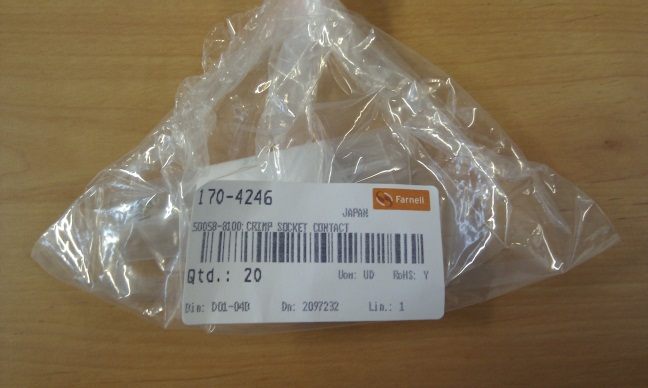 170-4246
Farnell
JAPAN
50058-8100:CRIMP SOCKET CONTACT
Qtd.: 20 Uom: UD RoHS: Y
Bin: D01-04D Dn: 2097232 Lin.: 1